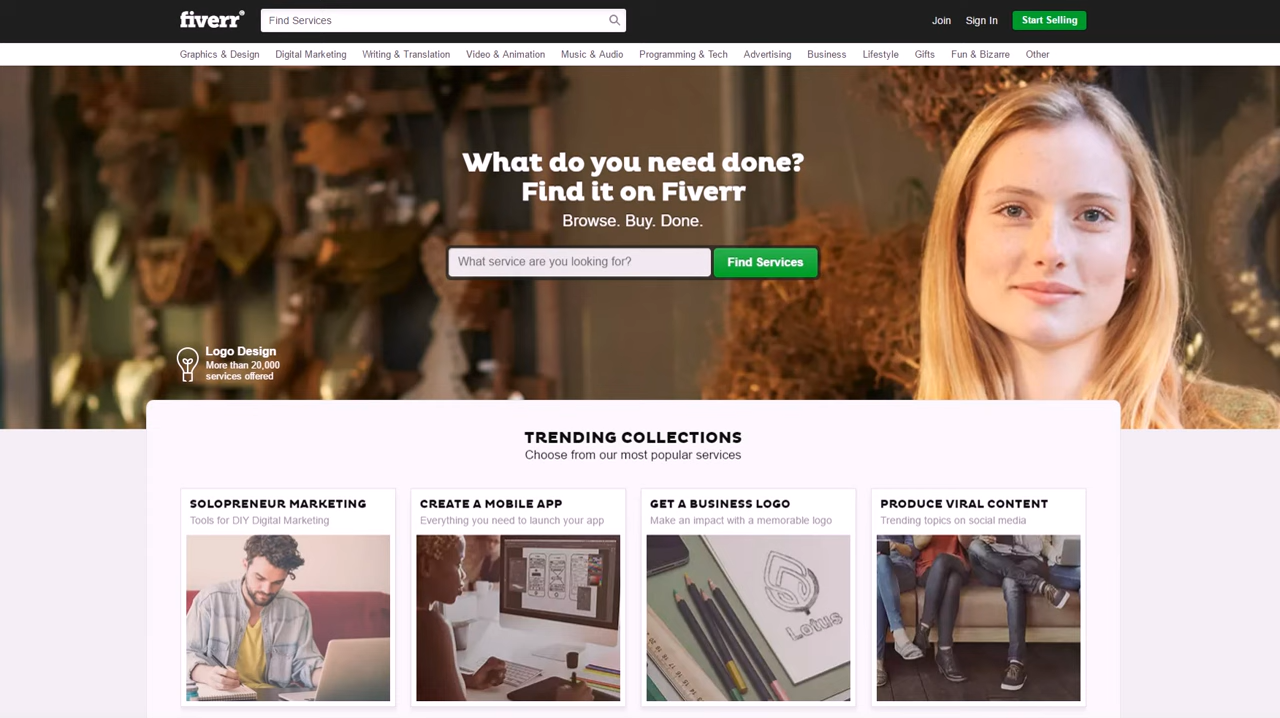 fiverr®
Find Services
Join Sign In Start Selling
Graphics & Design Digital Marketing Writing & Translation Video & Animation Music & Audio Programming & Tech Advertising Business Lifestyle Gifts Fun & Bizarre Other
What do you need done?
Find it on Fiverr
Browse. Buy. Done.
What service are you looking for? Find Services
Logo Design
More than 20,000
services offered
TRENDING COLLECTIONS
Choose from our most popular services
SOLOPRENEUR MARKETING
Tools for DIY Digital Marketing
CREATE A MOBILE APP
Everything you need to launch your app
GET A BUSINESS LOGO
Make an impact with a memorable logo
Lotus
PRODUCE VIRAL CONTENT
Trending topics on social media